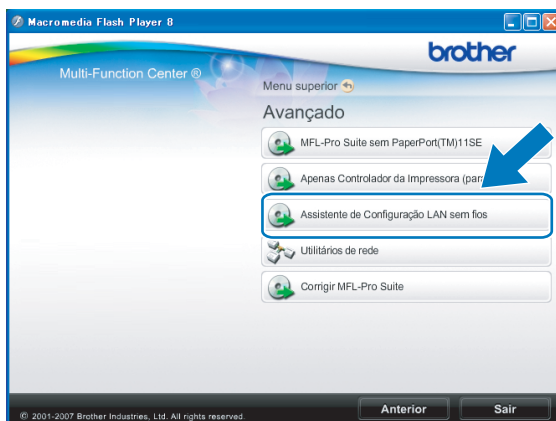 Macromedia Flash Player 8
brother
Multi-Function Center ®
Menu superior
Avançado
MFL-Pro Suite sem PaperPort(TM)11SE
Apenas Controlador da Impressora
Assistente de Configuração LAN sem fios
Utilitários de rede
Corrigir MFL-Pro Suite
Anterior
Sair
© 2001-2007 Brother Industries, Ltd. All rights reserved.